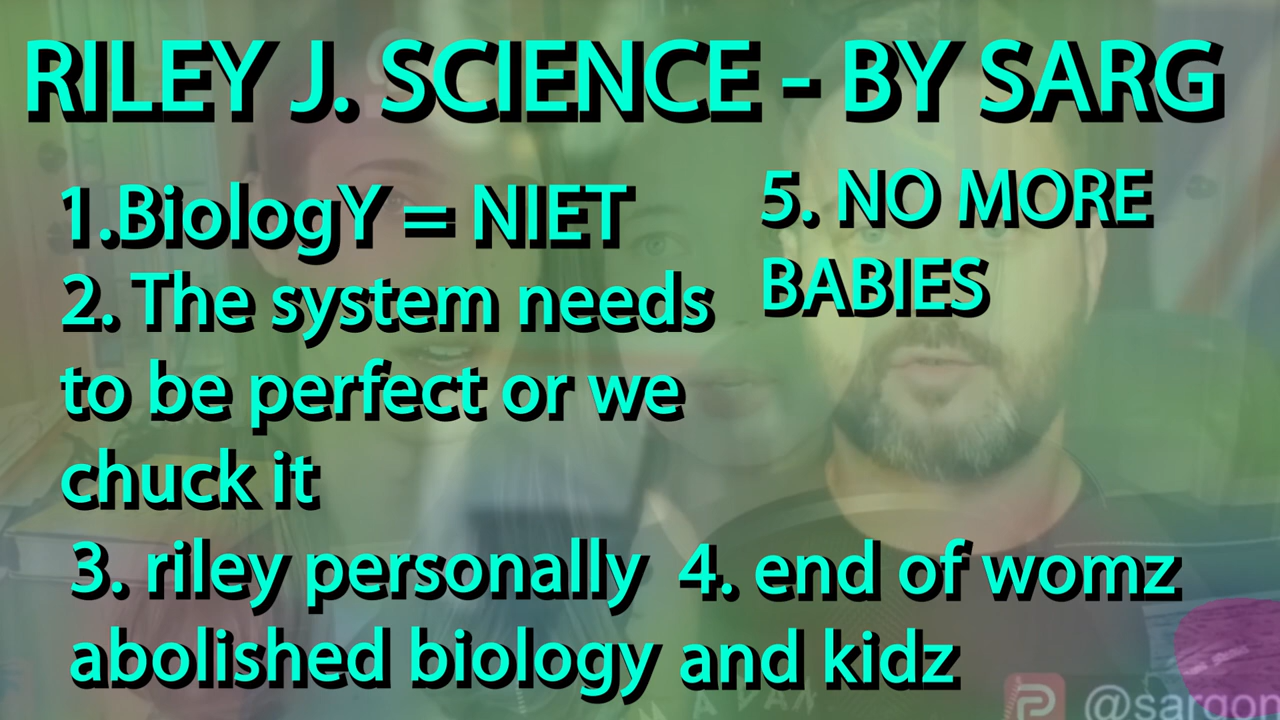 RILEY J. SCIENCE - BY SARG
1.BiologY = NIET
2. The system needs
to be perfect or we
chuck it
3. riley personally
abolished biology
4. end of womz
and kidz
5. NO MORE
BABIES
@sargon